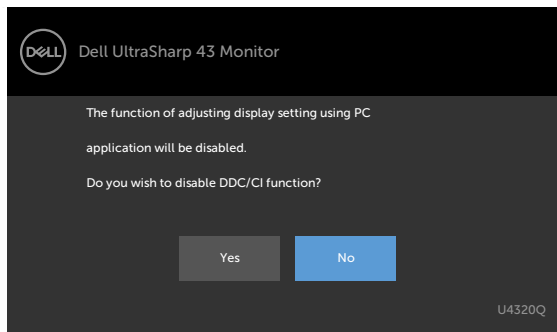 DELL Dell UltraSharp 43 Monitor
The function of adjusting display setting using PC
application will be disabled.
Do you wish to disable DDC/CI function?
Yes No
U4320Q